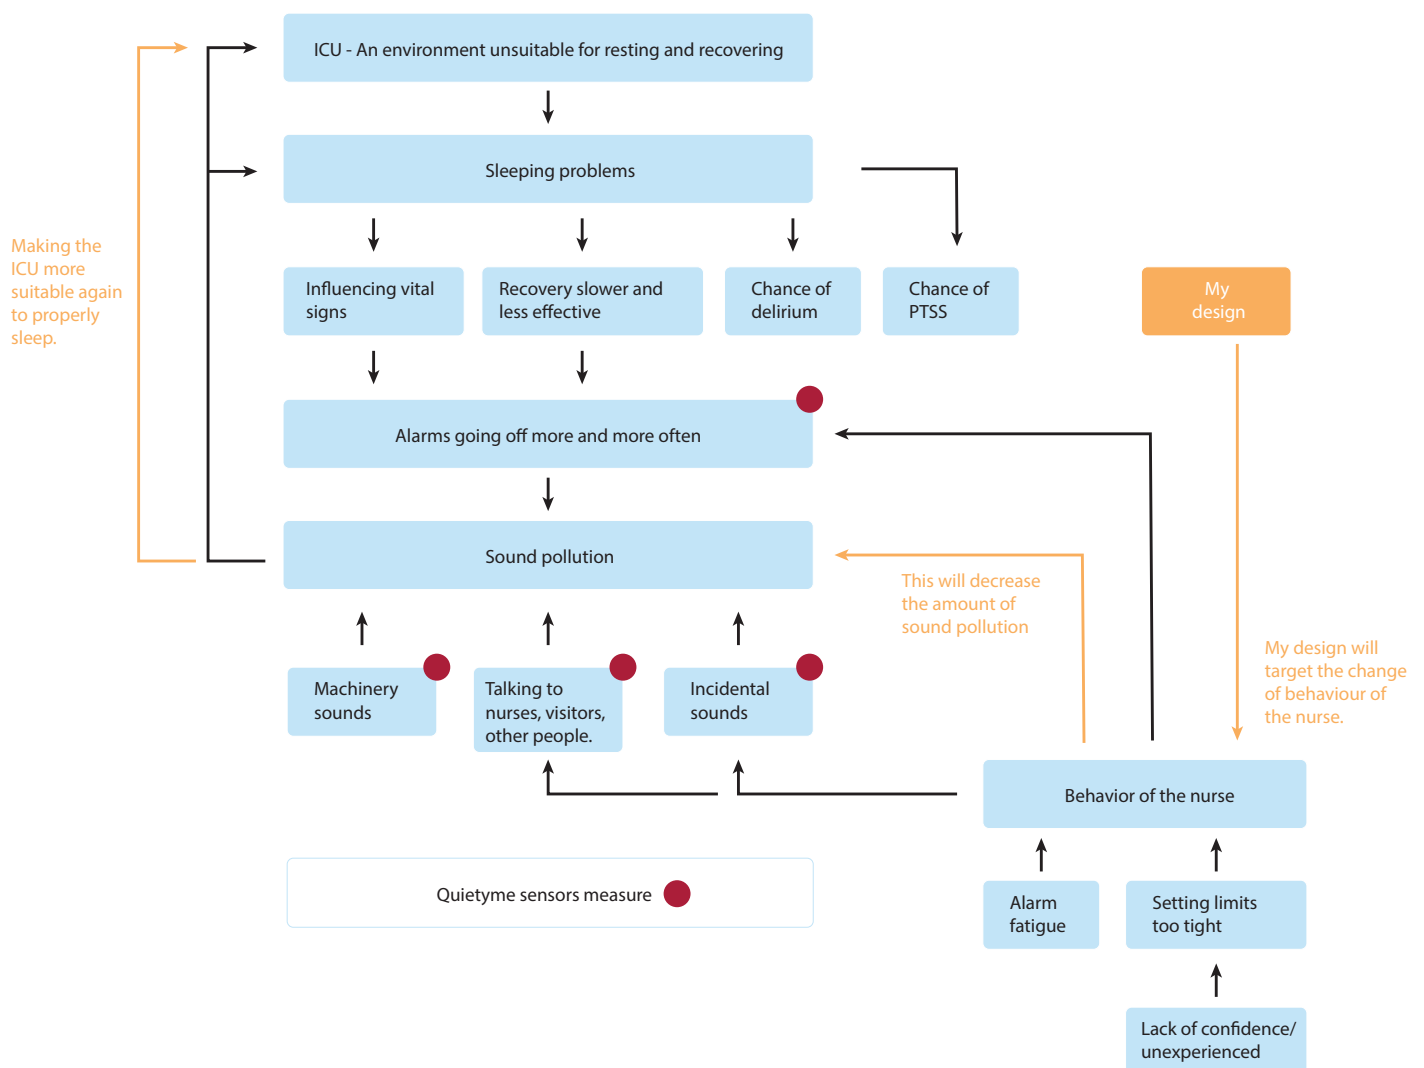 ICU - An environment unsuitable for resting and recovering
Sleeping problems
Making the
ICU more
suitable again
to properly
sleep.
Influencing vital
signs
Recovery slower and
less effective
Chance of
delirium
Chance of
PTSS
My
design
Alarms going off more and more often
Sound pollution
This will decrease
the amount of
sound pollution
My design will
target the change
of behaviour of
the nurse.
Machinery
sounds
Talking to
nurses, visitors,
other people.
Incidental
sounds
Behavior of the nurse
Quietyme sensors measure
Alarm
fatigue
Setting limits
too tight
Lack of confidence/
unexperienced